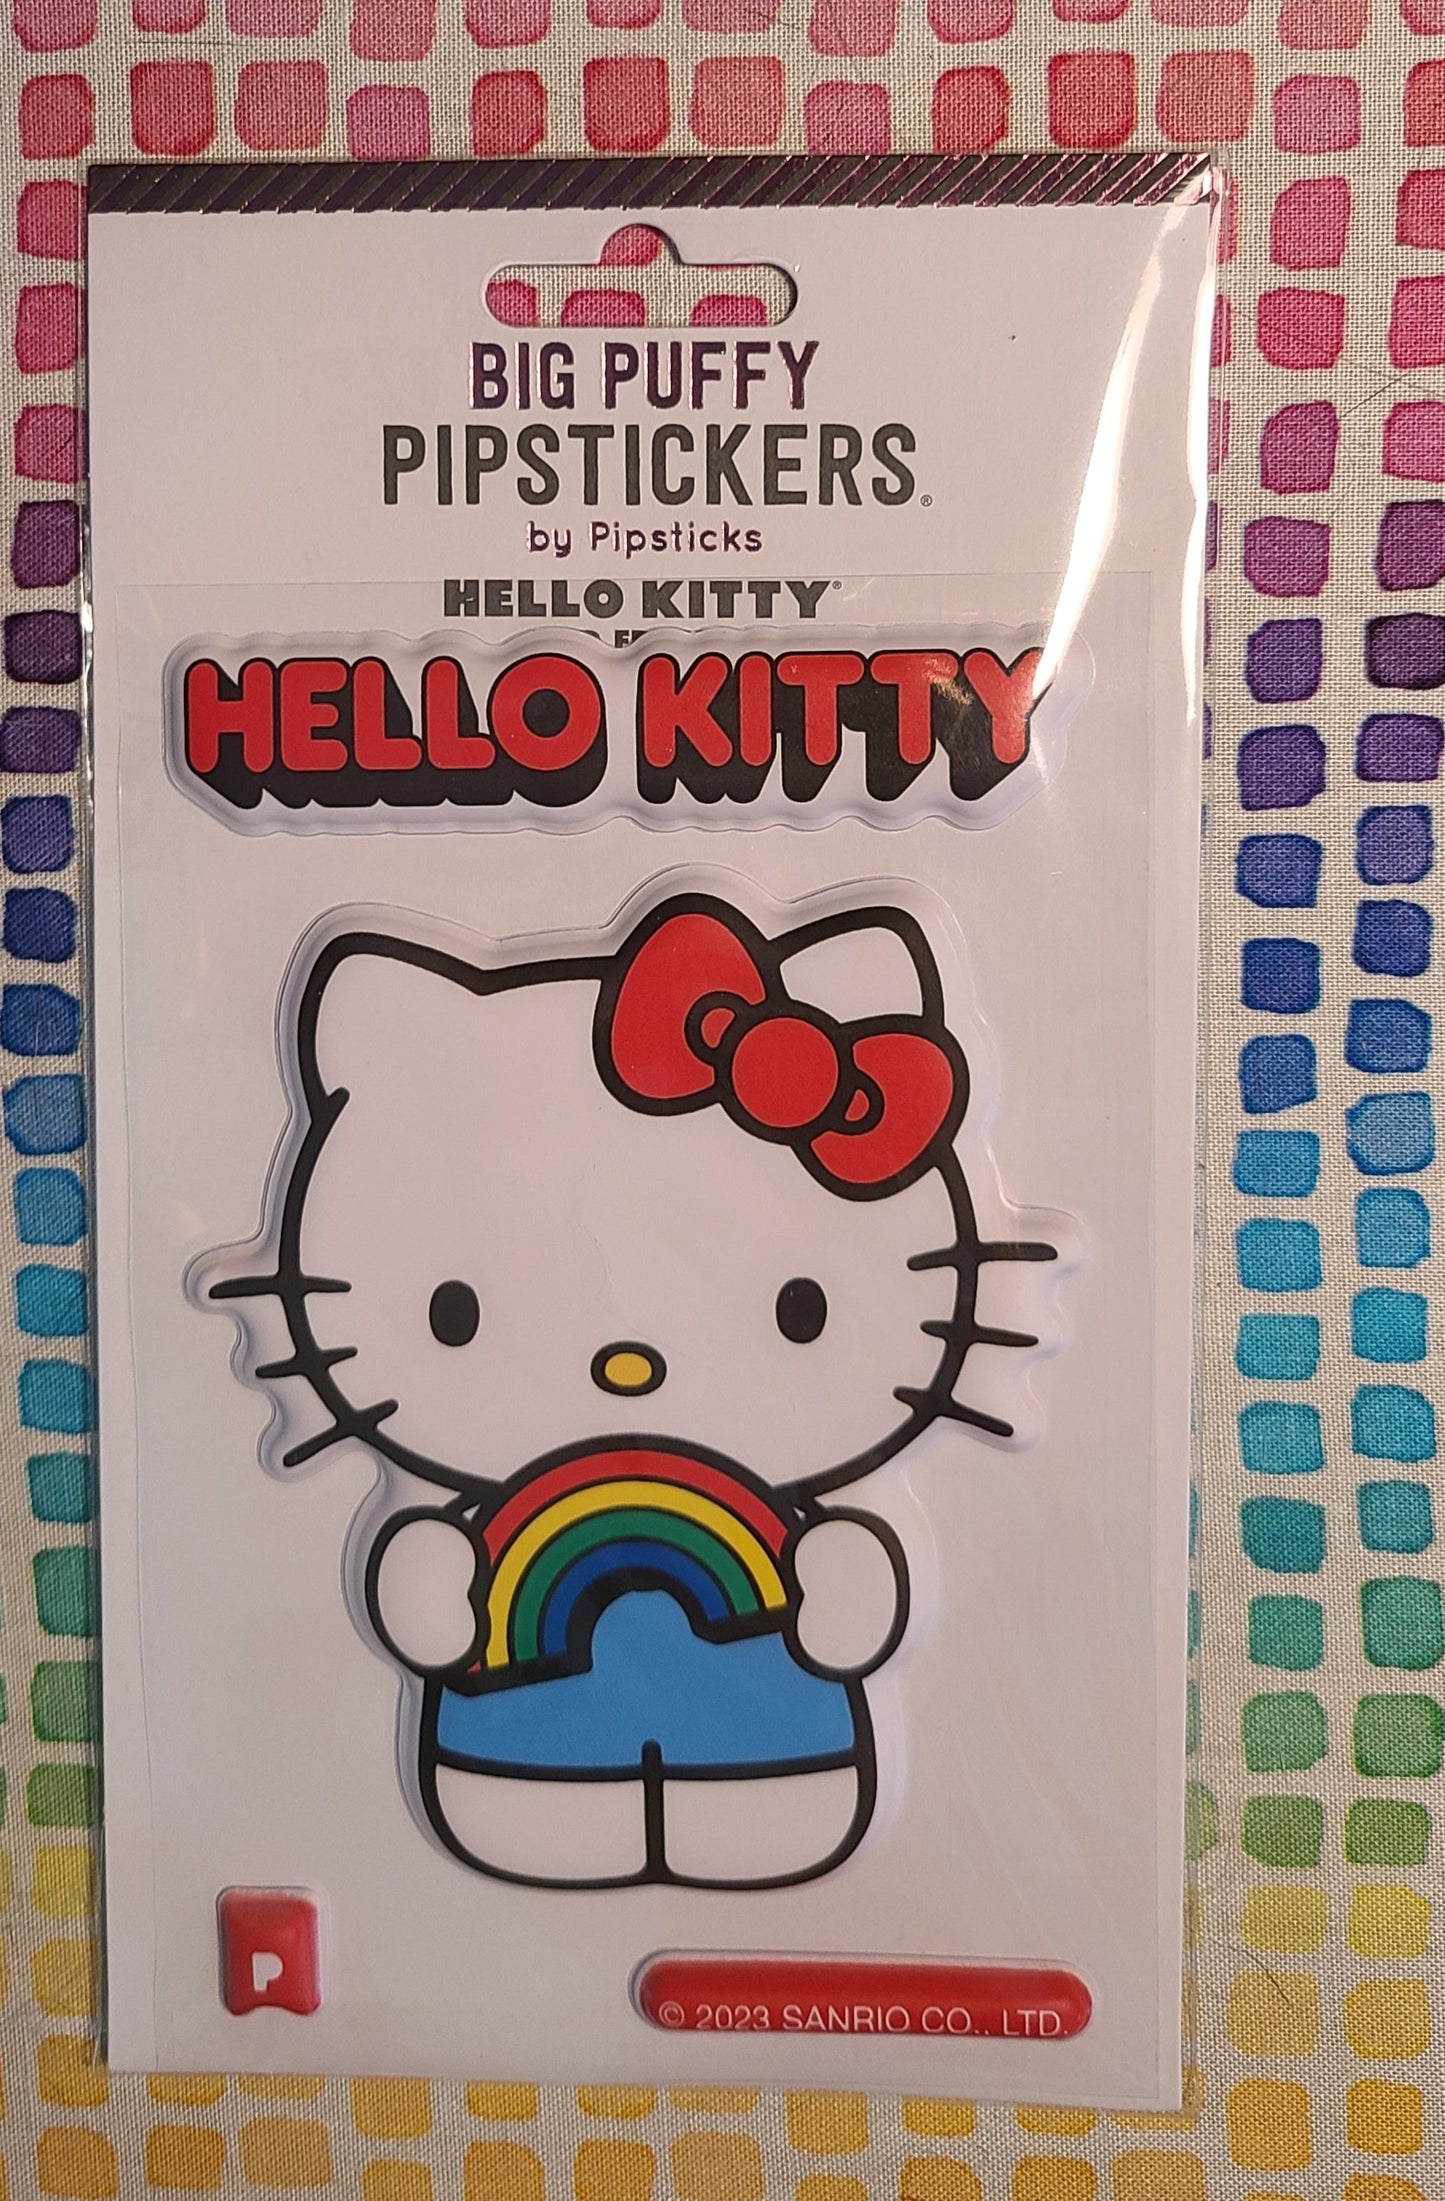 BIG PUFFY
PIPSTICKERS®
by Pipsticks
HELLO KITTY®
HELLO KITTY
P
© 2023 SANRIO CO., LTD.